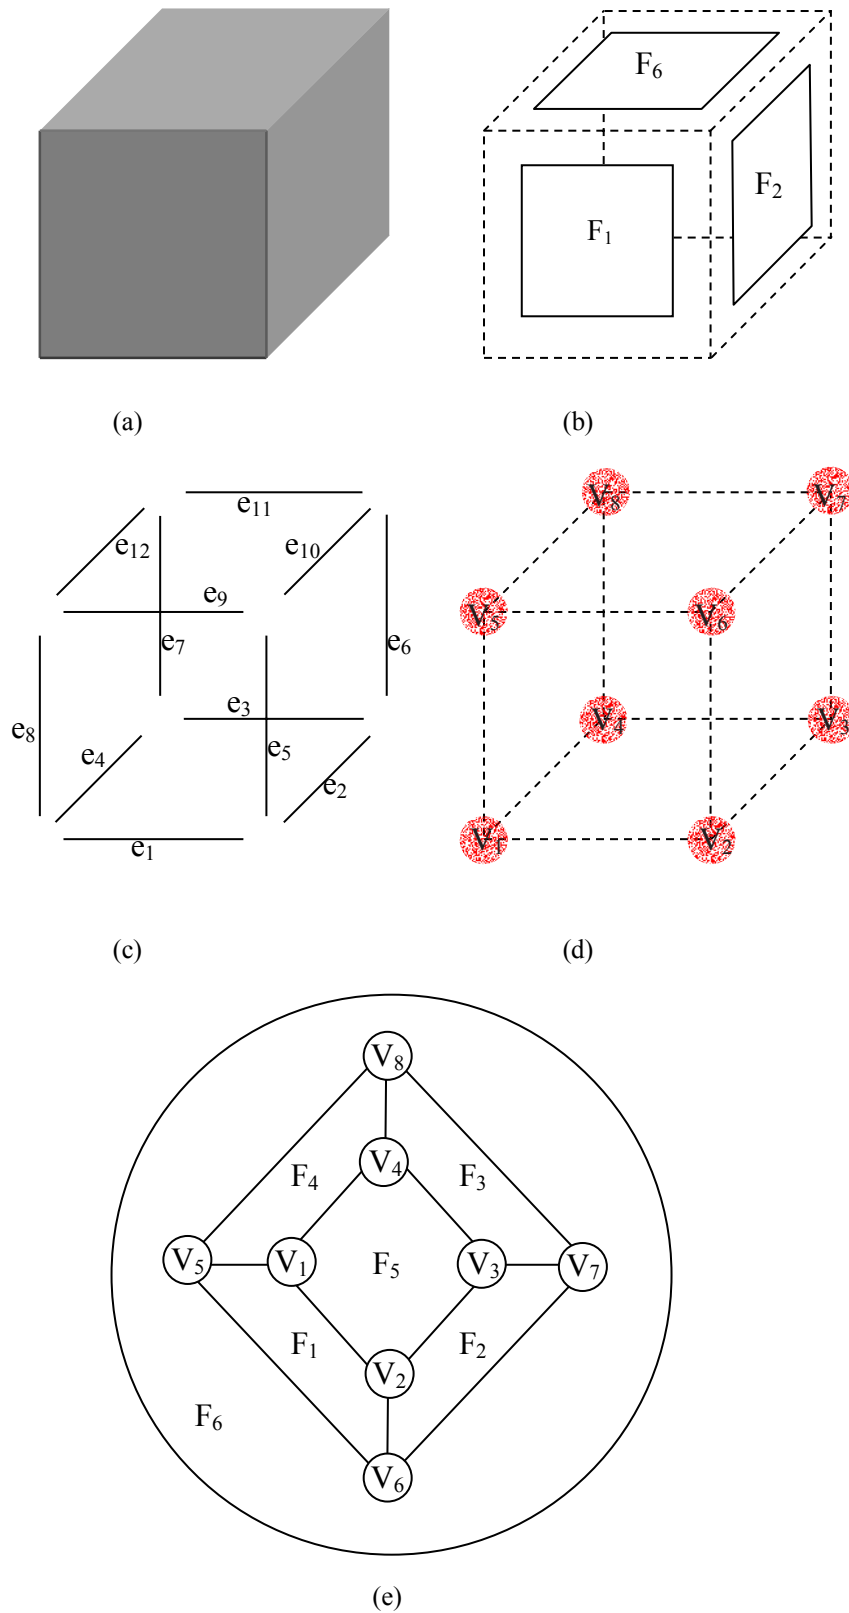 F₆
F₂
F₁
(a) (b)
e₁₁
e₁₂ e₁₀
e₉
e₇ e₆
e₃
e₈ e₄ e₅
e₂
e₁
V₈ V₇
V₅ V₆
V₄ V₃
V₁ V₂
(c) (d)
V₈
V₄
F₄ F₃
V₅ V₁ F₅ V₃ V₇
F₁ F₂
V₂
F₆
V₆
(e)